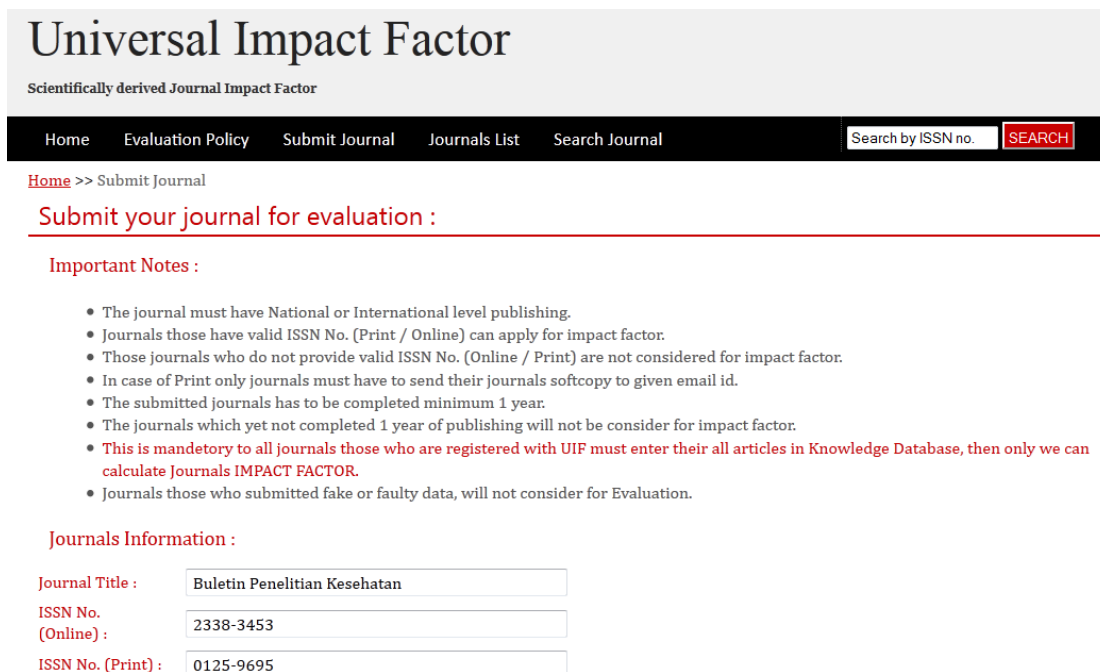 Universal Impact Factor
Scientifically derived Journal Impact Factor
Home Evaluation Policy Submit Journal Journals List Search Journal Search by ISSN no. SEARCH
Home >> Submit Journal
Submit your journal for evaluation :
Important Notes :
● The journal must have National or International level publishing.
● Journals those have valid ISSN No. (Print / Online) can apply for impact factor.
● Those journals who do not provide valid ISSN No. (Online / Print) are not considered for impact factor.
● In case of Print only journals must have to send their journals softcopy to given email id.
● The submitted journals has to be completed minimum 1 year.
● The journals which yet not completed 1 year of publishing will not be consider for impact factor.
● This is mandetory to all journals those who are registered with UIF must enter their all articles in Knowledge Database, then only we can
calculate Journals IMPACT FACTOR.
● Journals those who submitted fake or faulty data, will not consider for Evaluation.
Journals Information :
Journal Title : Buletin Penelitian Kesehatan
ISSN No.
(Online) : 2338-3453
ISSN No. (Print) : 0125-9695